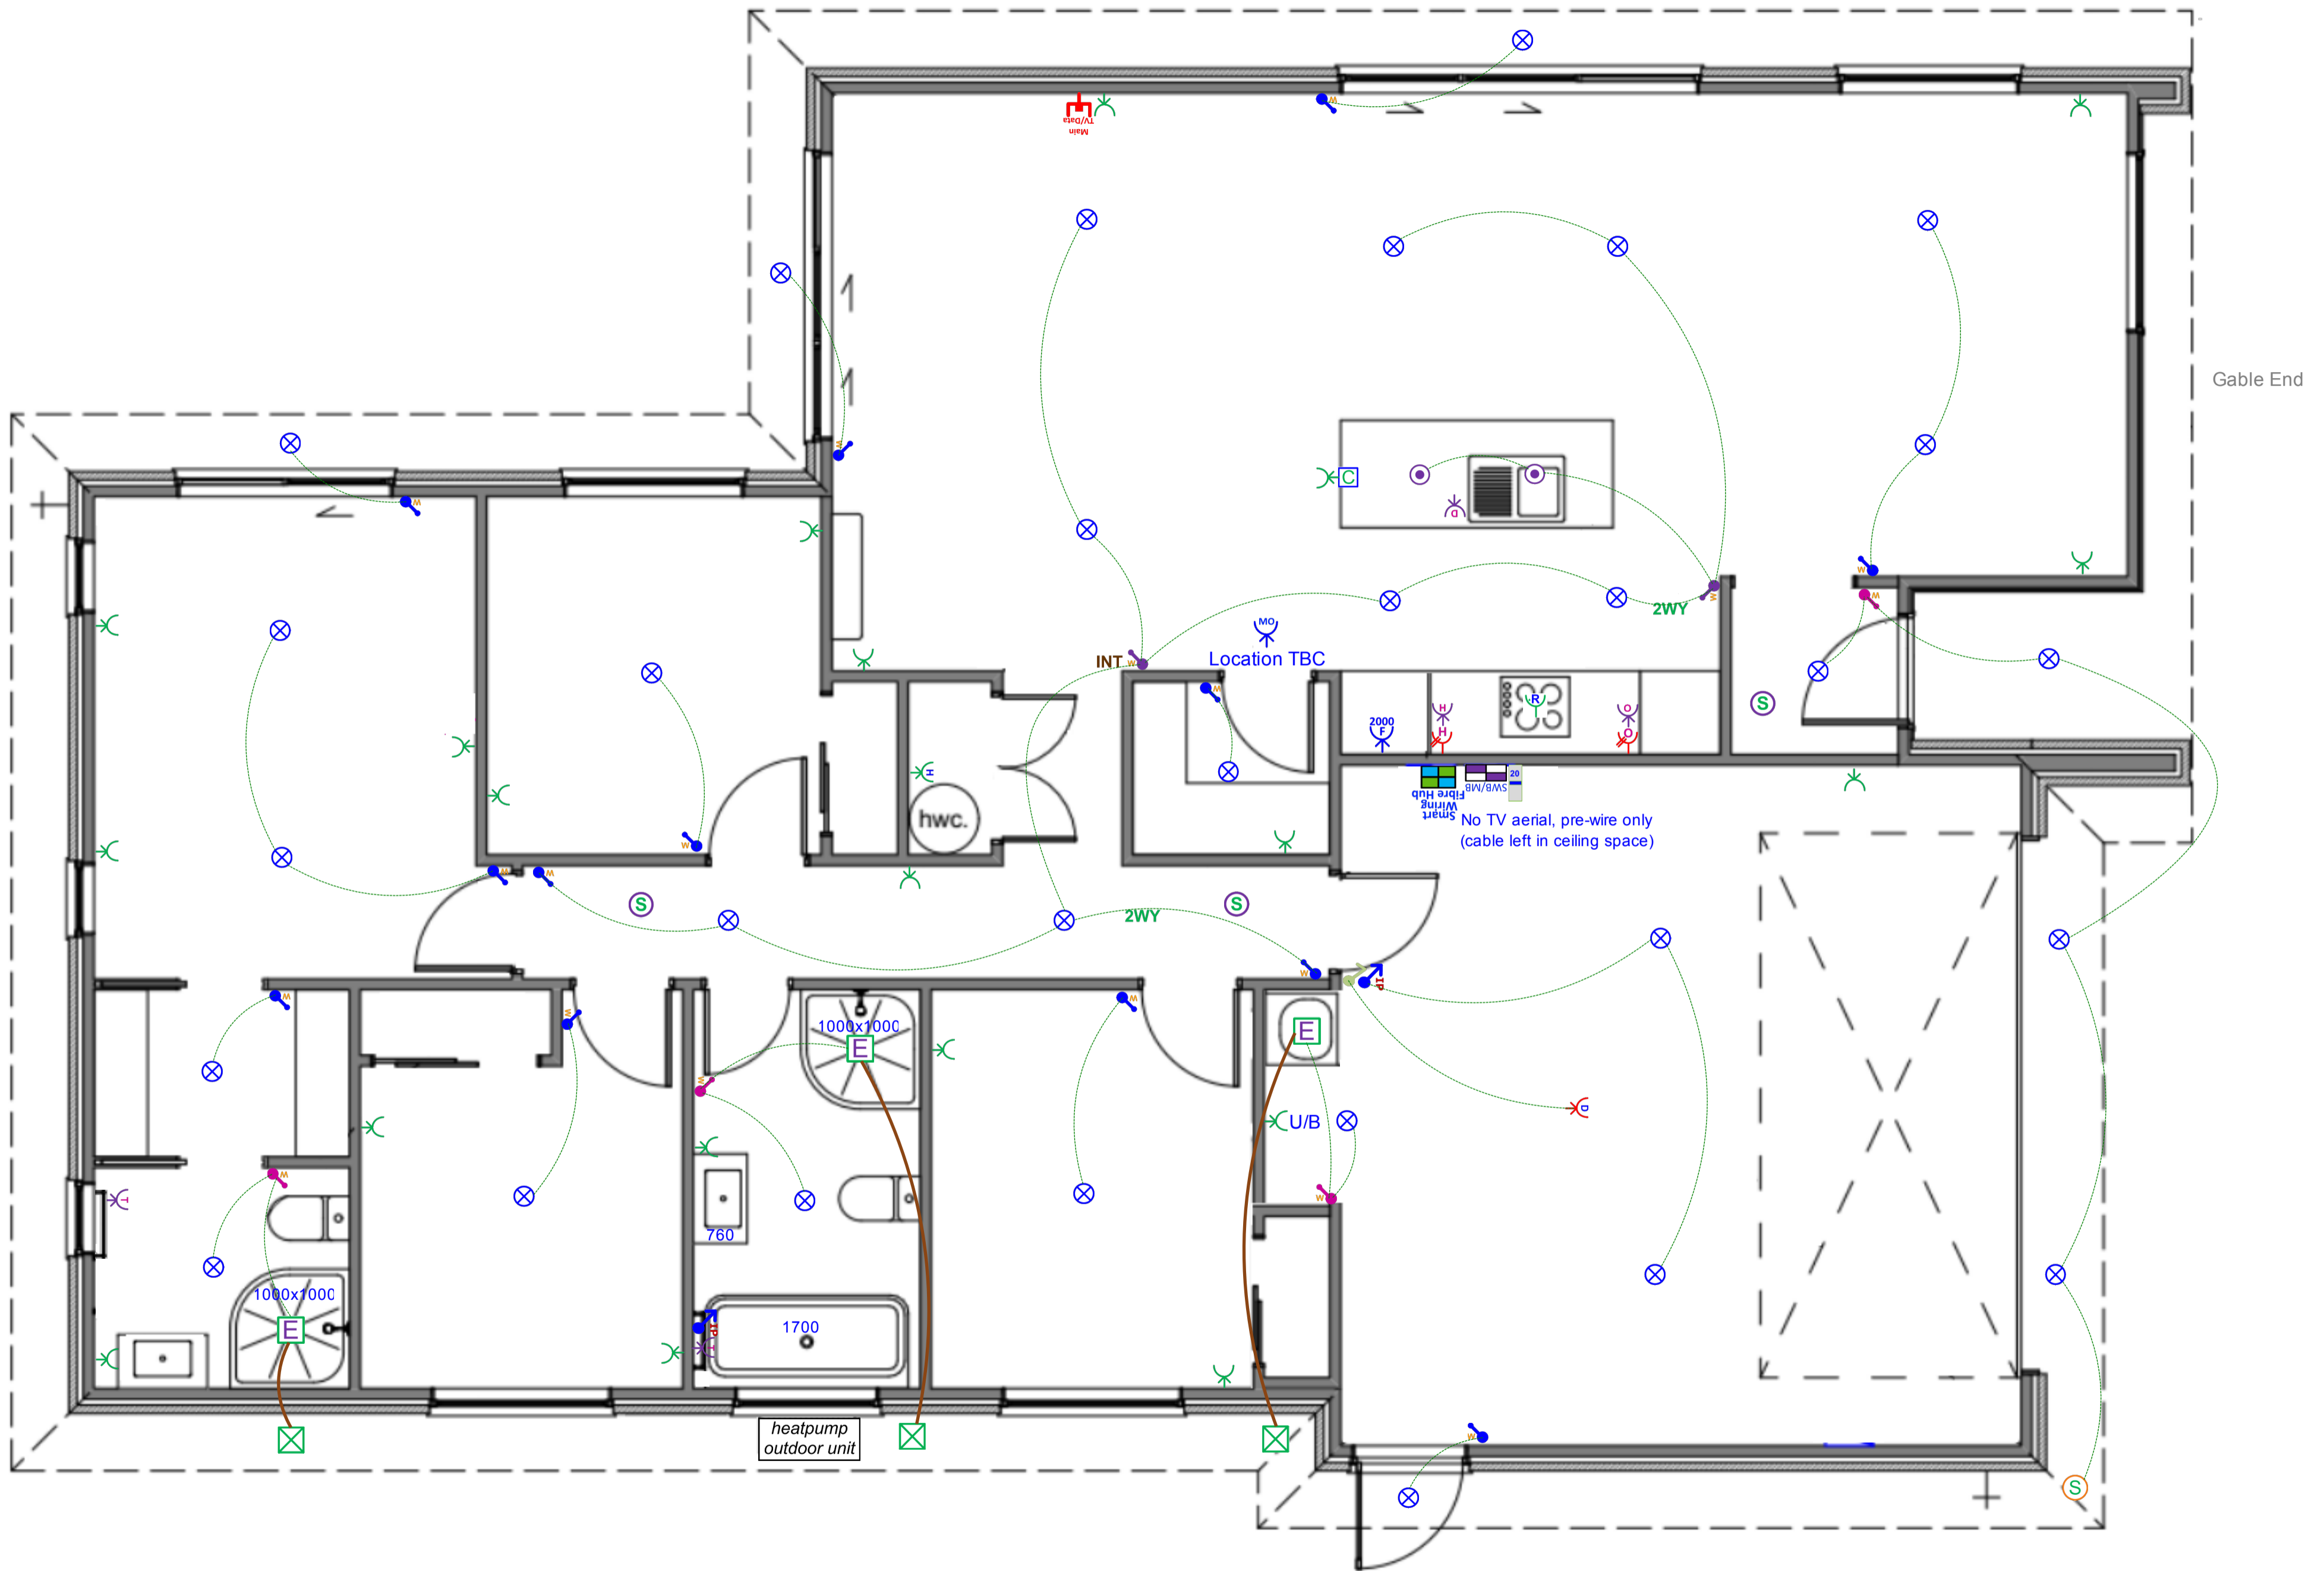 Main
TV/Data
W
Gable End
W
W
C
D
W
W
2WY
W
MO
INT
W
Location TBC
S
W
R
H
O
2000
F
H
O
H
hwc.
Smart
Wiring
Fibre Hub
SWB/MB
20
No TV aerial, pre-wire only
(cable left in ceiling space)
W
W
W
S
S
2WY
W
IP
W
W
W
1000x1000
E
E
W
D
U/B
W
T
W
760
1000x1000
E
IP
T
1700
heatpump
outdoor unit
W
S